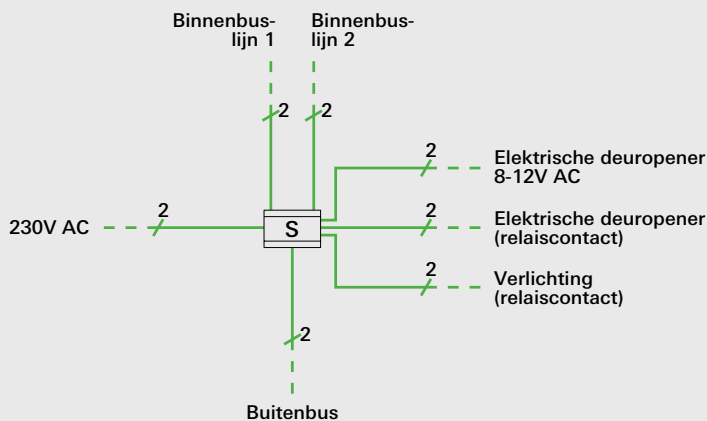 Binnenbus-
lijn 1
Binnenbus-
lijn 2
2
2
2
Elektrische deuropener
8-12V AC
230V AC
2
S
2
Elektrische deuropener
(relaiscontact)
2
Verlichting
(relaiscontact)
2
Buitenbus